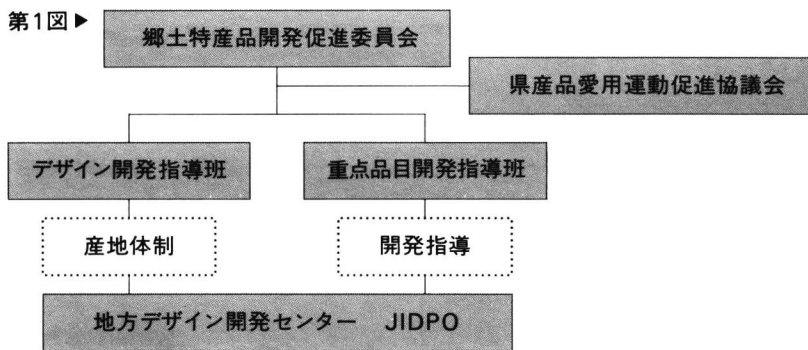 第1図▶
郷土特産品開発促進委員会
県産品愛用運動促進協議会
デザイン開発指導班
重点品目開発指導班
産地体制
開発指導
地方デザイン開発センター JIDPO